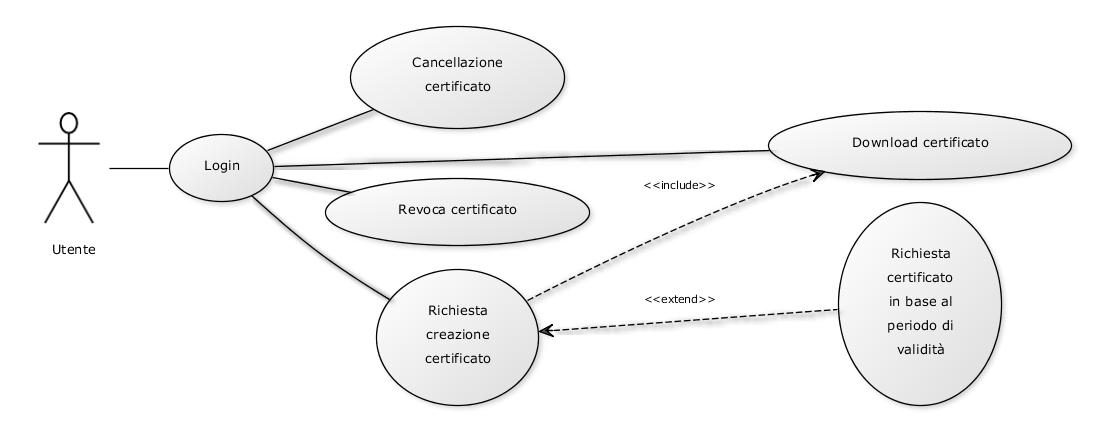 Cancellazione
certificato
Download certificato
Login
<<include>>
Revoca certificato
Utente
Richiesta
certificato
in base al
periodo di
validità
<<extend>>
Richiesta
creazione
certificato